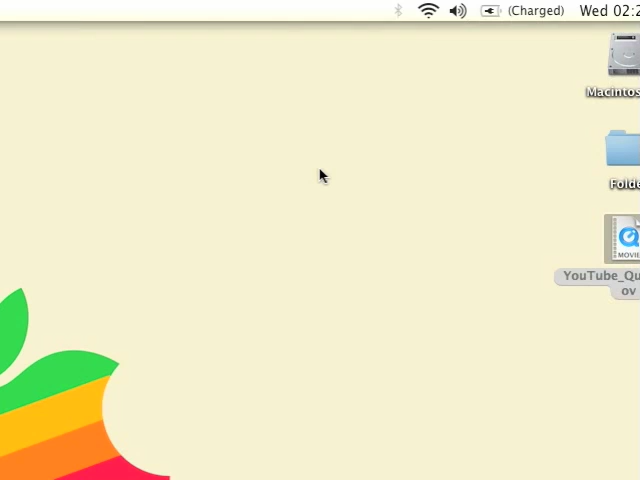 (Charged) Wed 02:2
Macintos
Folde
MOVIE
YouTube_Qu
ov